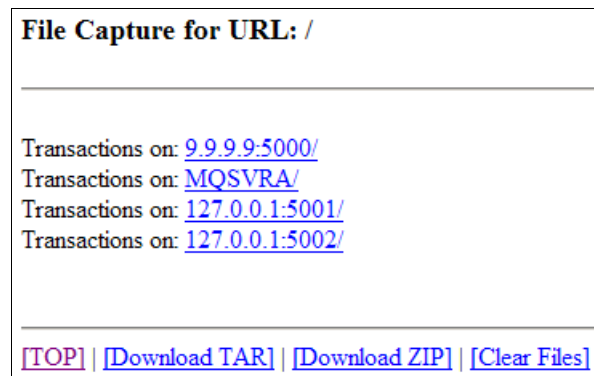 File Capture for URL: /
Transactions on: 9.9.9.9:5000/
Transactions on: MQSVRA/
Transactions on: 127.0.0.1:5001/
Transactions on: 127.0.0.1:5002/
[TOP] | [Download TAR] | [Download ZIP] | [Clear Files]